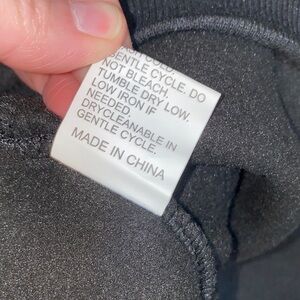 COLD.
GENTLE CYCLE. DO
NOT BLEACH.
TUMBLE DRY LOW.
LOW IRON IF
NEEDED.
DRYCLEANABLE IN
GENTLE CYCLE.
MADE IN CHINA